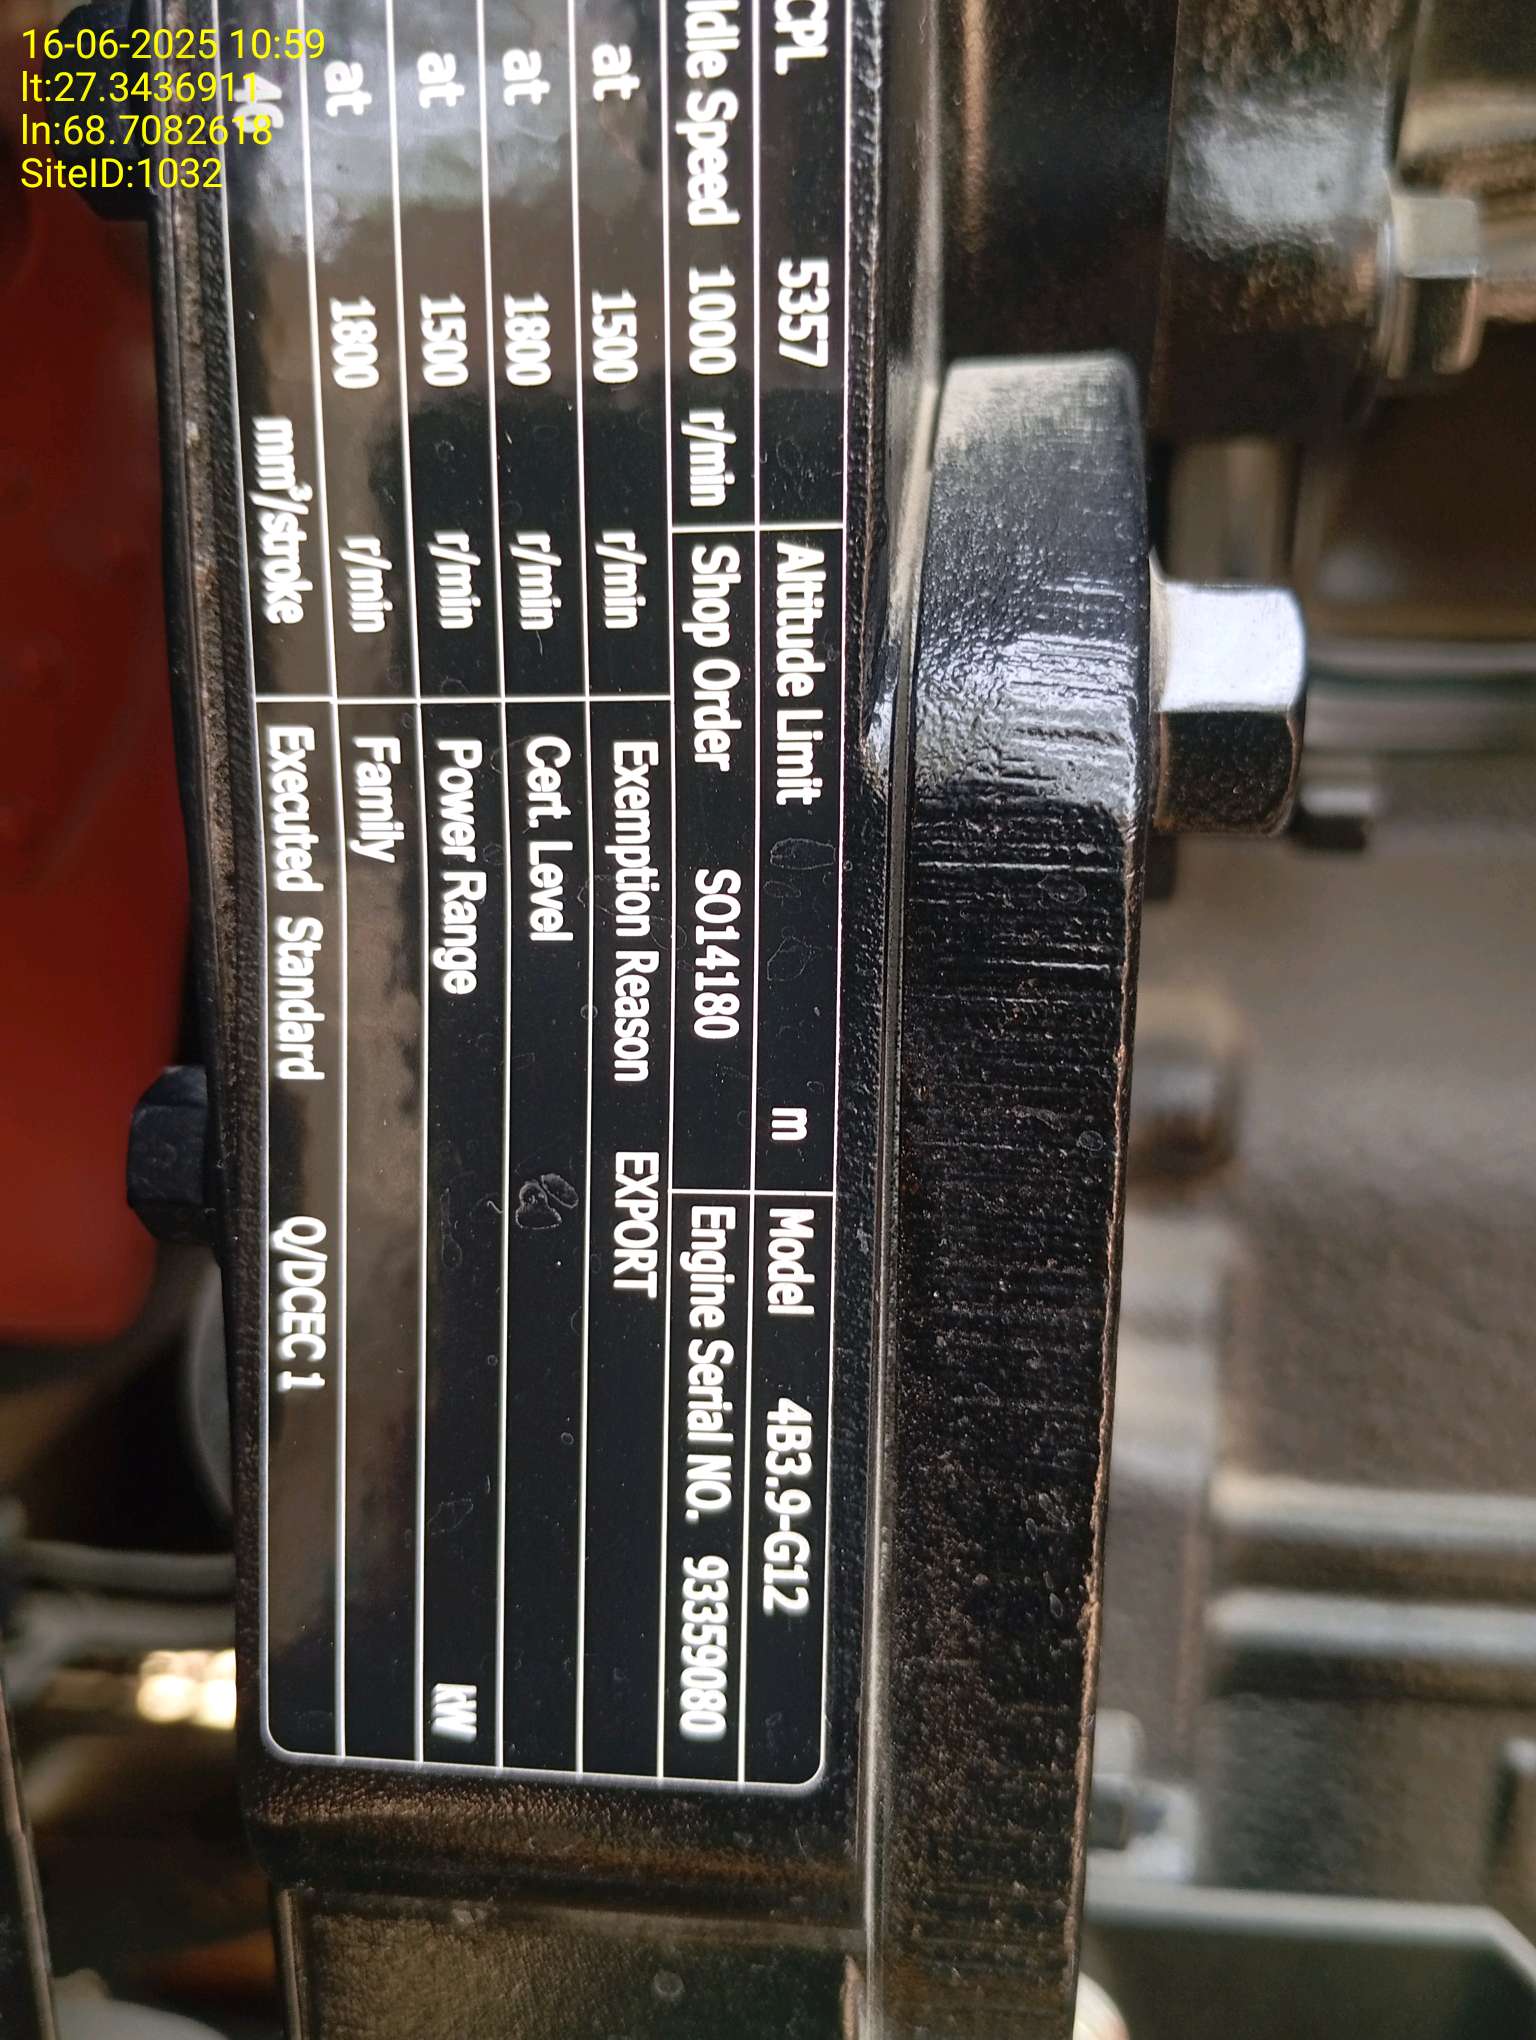 16-06-2025 10:59
lt:27.3436911
ln:68.7082618
SiteID:1032
CPL 5357 Altitude Limit m Model 4B3.9-G12
Idle Speed 1000 r/min Shop Order SO14180 Engine Serial NO. 93359080
at 1500 r/min Exemption Reason EXPORT
at 1800 r/min Cert. Level
at 1500 r/min Power Range kW
at 1800 r/min Family
mm³/stroke Executed Standard Q/DCEC 1